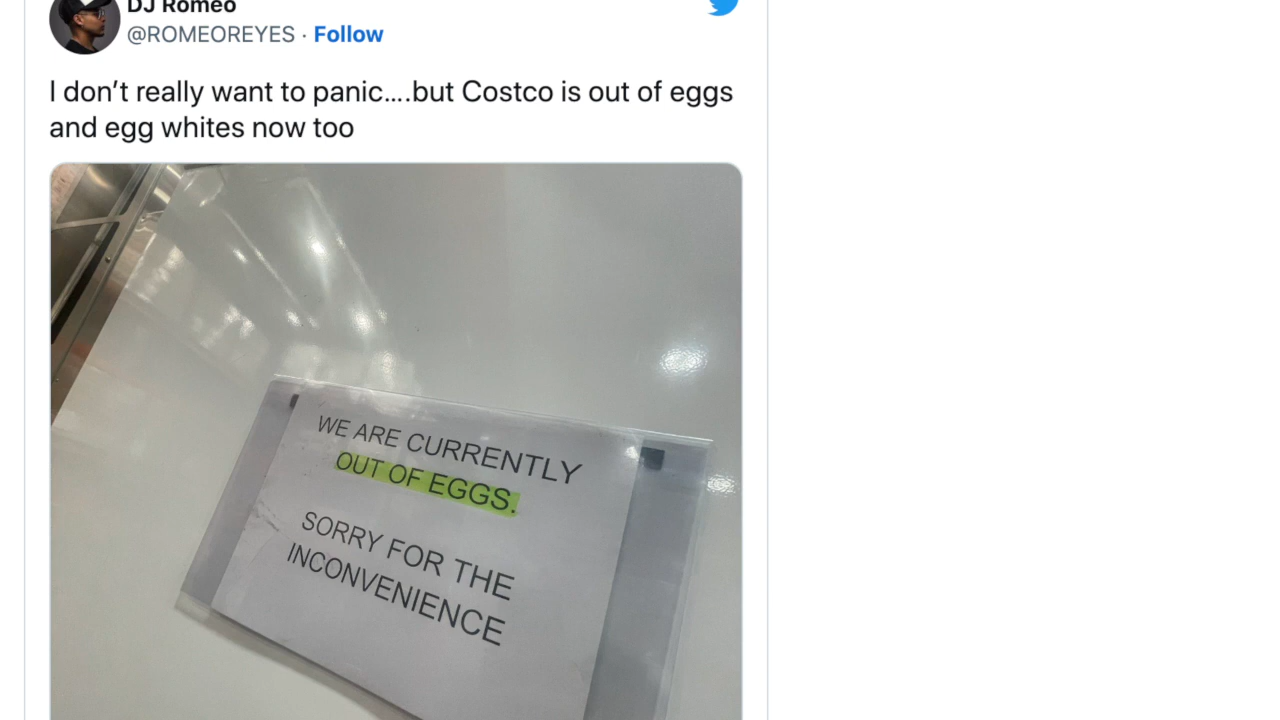 DJ Romeo
@ROMEOREYES · Follow
I don’t really want to panic....but Costco is out of eggs
and egg whites now too
WE ARE CURRENTLY
OUT OF EGGS.
SORRY FOR THE
INCONVENIENCE